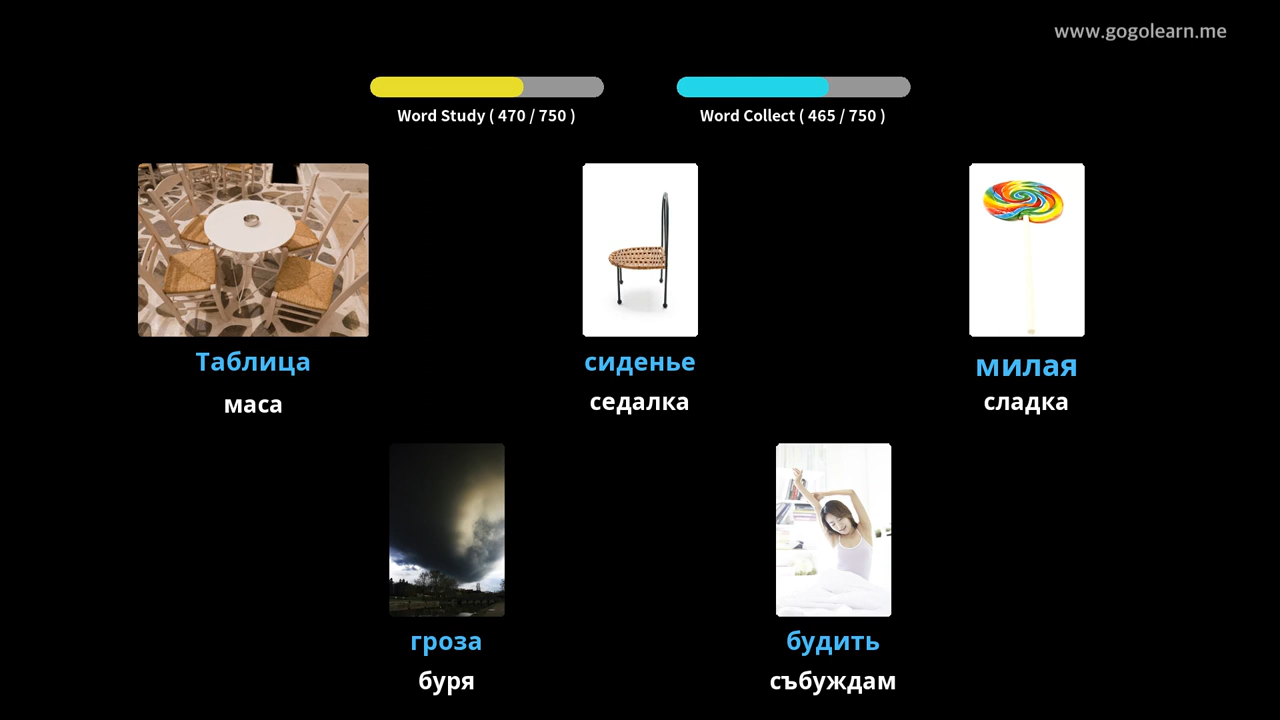 www.gogolearn.me
Word Study ( 470 / 750 )
Word Collect ( 465 / 750 )
Таблица
маса
сиденье
седалка
милая
сладка
гроза
буря
будить
събуждам